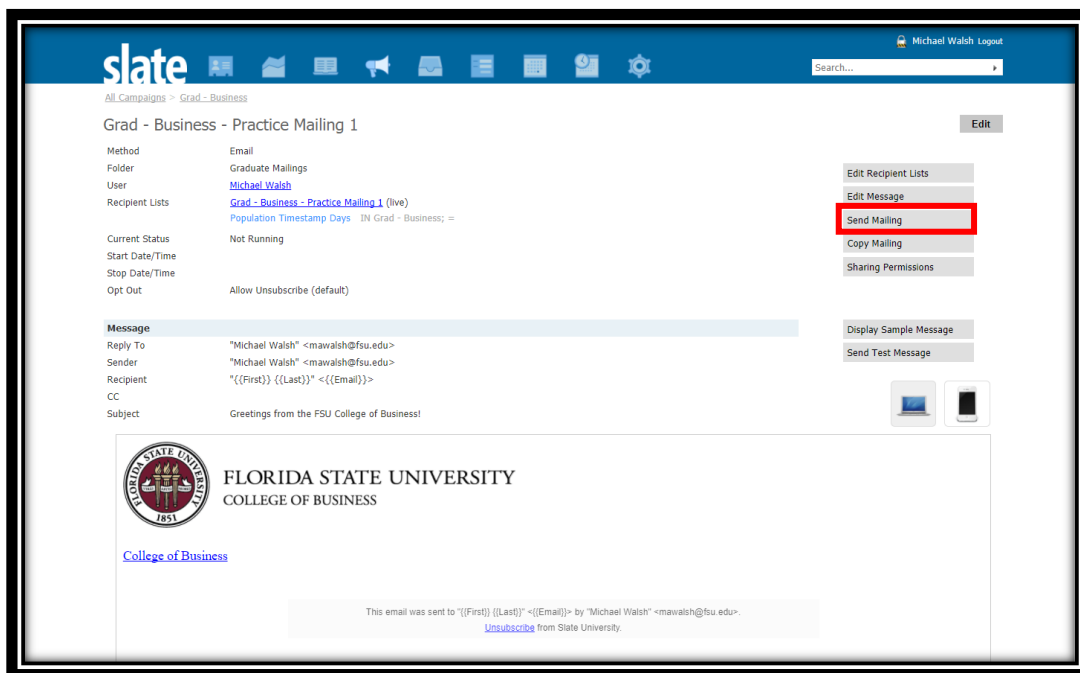 Michael Walsh Logout
slate
Search...
All Campaigns > Grad - Business
Grad - Business - Practice Mailing 1
Edit
Method Email
Folder Graduate Mailings
User Michael Walsh
Recipient Lists Grad - Business - Practice Mailing 1 (live)
Population Timestamp Days IN Grad - Business; =
Current Status Not Running
Start Date/Time
Stop Date/Time
Opt Out Allow Unsubscribe (default)
Edit Recipient Lists
Edit Message
Send Mailing
Copy Mailing
Sharing Permissions
Message
Reply To "Michael Walsh" <mawalsh@fsu.edu>
Sender "Michael Walsh" <mawalsh@fsu.edu>
Recipient "{{First}} {{Last}}" <{{Email}}>
CC
Subject Greetings from the FSU College of Business!
Display Sample Message
Send Test Message
FLORIDA STATE UNIVERSITY
COLLEGE OF BUSINESS
1851
College of Business
This email was sent to "{{First}} {{Last}}" <{{Email}}> by "Michael Walsh" <mawalsh@fsu.edu>.
Unsubscribe from Slate University.